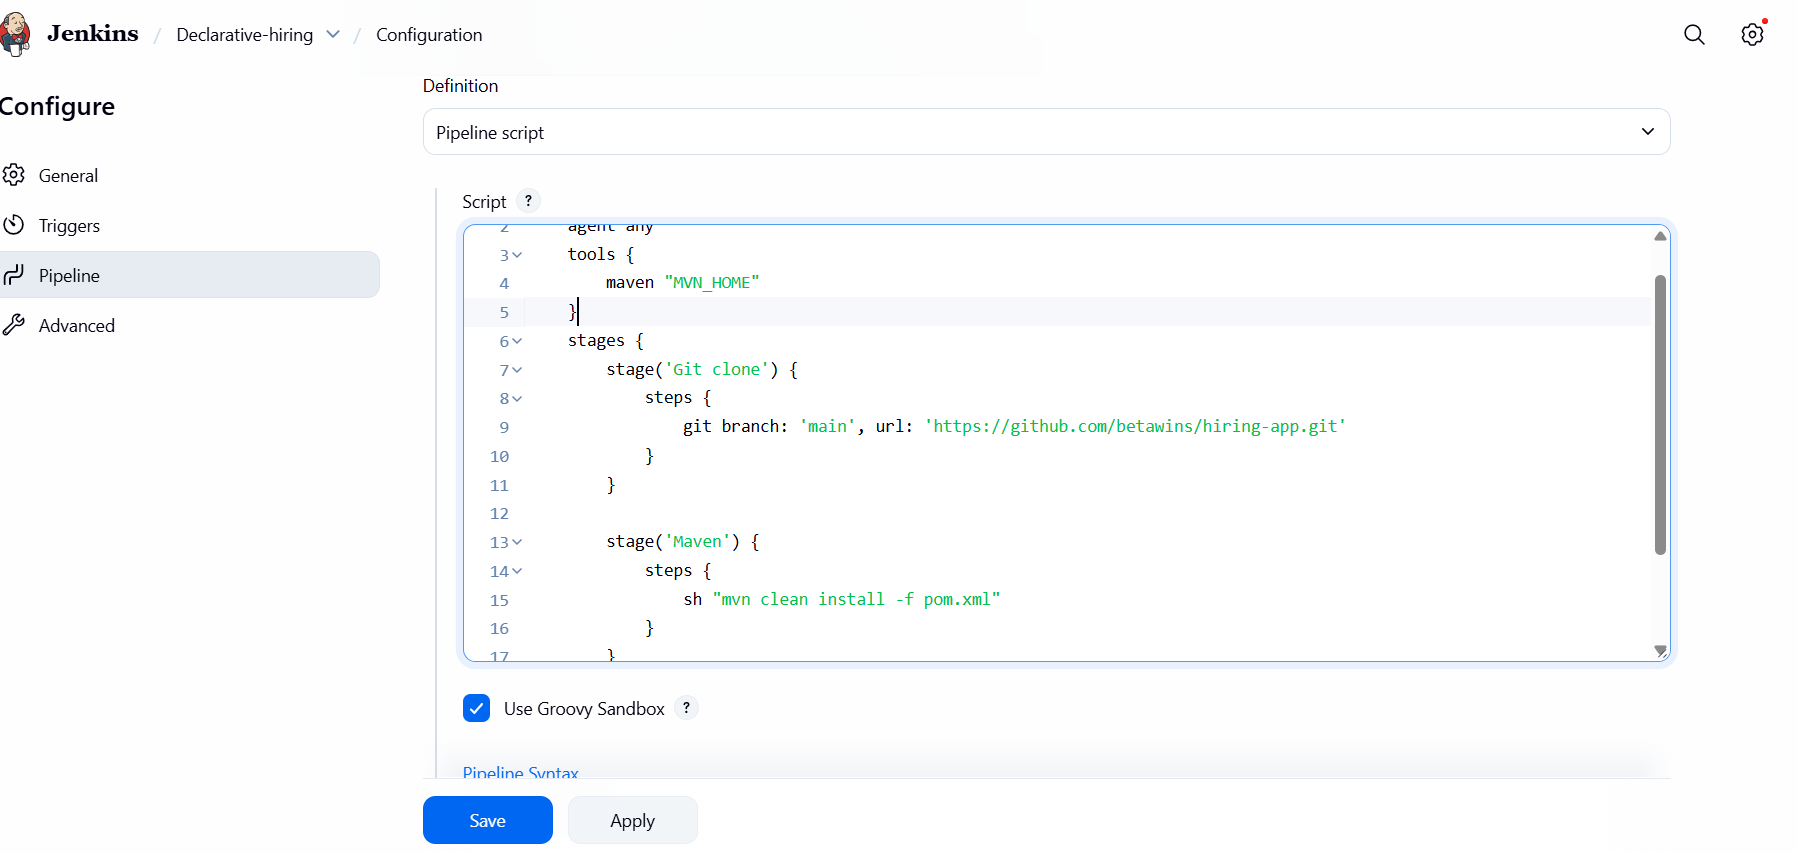 Jenkins / Declarative-hiring / Configuration
Configure
General
Triggers
Pipeline
Advanced
Definition
Pipeline script
Script ?
2 agent any
3 tools {
4 maven "MVN_HOME"
5 }
6 stages {
7 stage('Git clone') {
8 steps {
9 git branch: 'main', url: 'https://github.com/betawins/hiring-app.git'
10 }
11 }
12
13 stage('Maven') {
14 steps {
15 sh "mvn clean install -f pom.xml"
16 }
17 }
Use Groovy Sandbox ?
Pipeline Syntax
Save
Apply